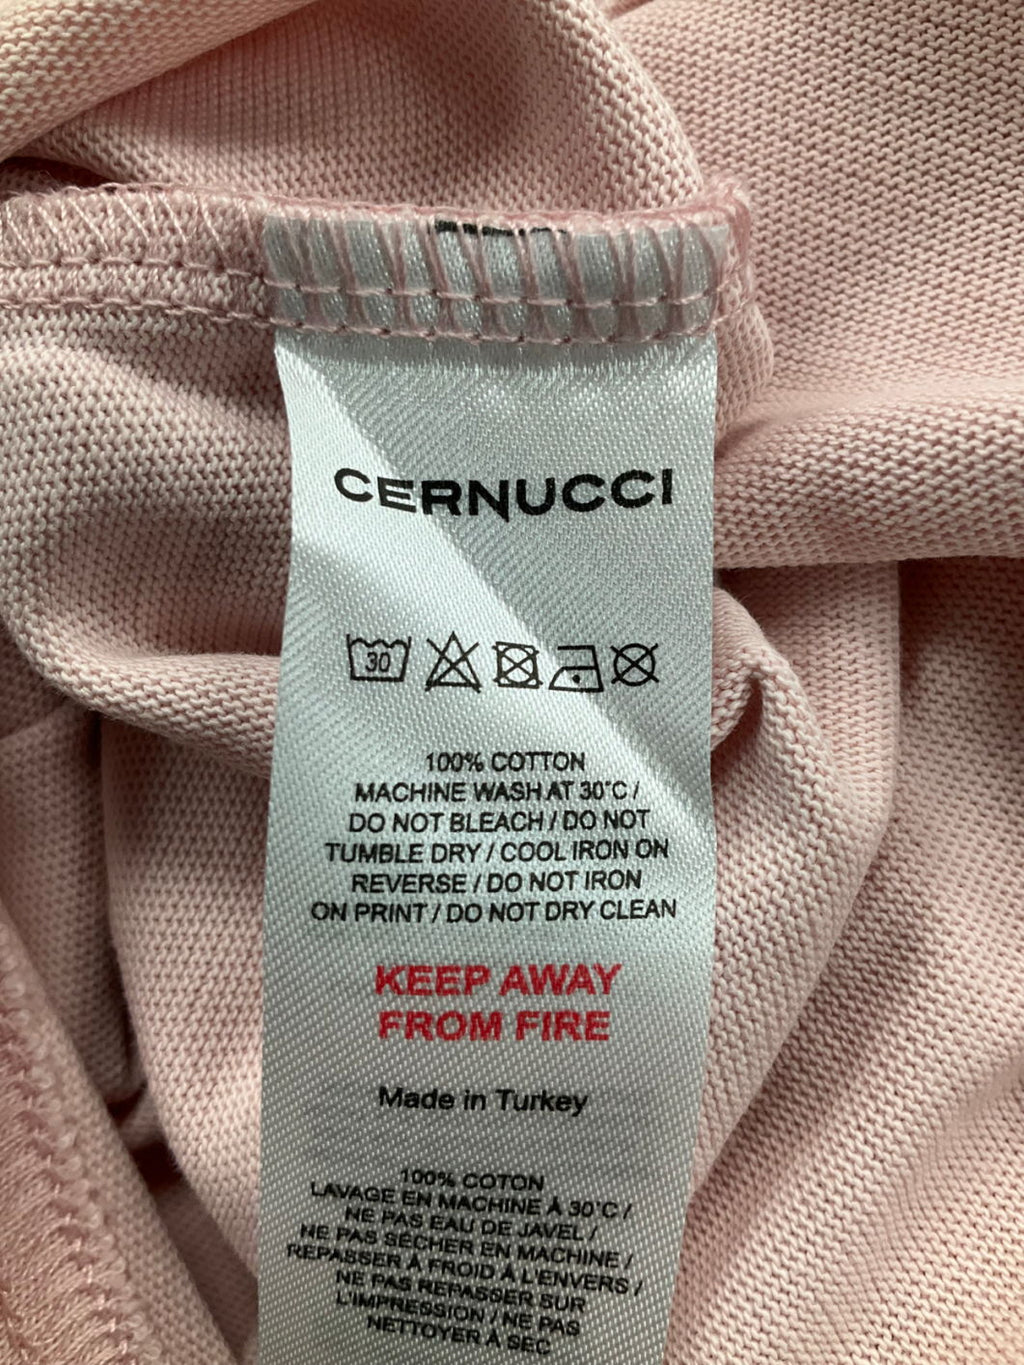 CERNUCCI
30
100% COTTON
MACHINE WASH AT 30°C /
DO NOT BLEACH / DO NOT
TUMBLE DRY / COOL IRON ON
REVERSE / DO NOT IRON
ON PRINT / DO NOT DRY CLEAN
KEEP AWAY
FROM FIRE
Made in Turkey
100% COTON
LAVAGE EN MACHINE À 30°C /
NE PAS EAU DE JAVEL /
NE PAS SÉCHER EN MACHINE /
REPASSER À FROID À L'ENVERS /
NE PAS REPASSER SUR
L'IMPRESSION / NE PAS
NETTOYER À SEC